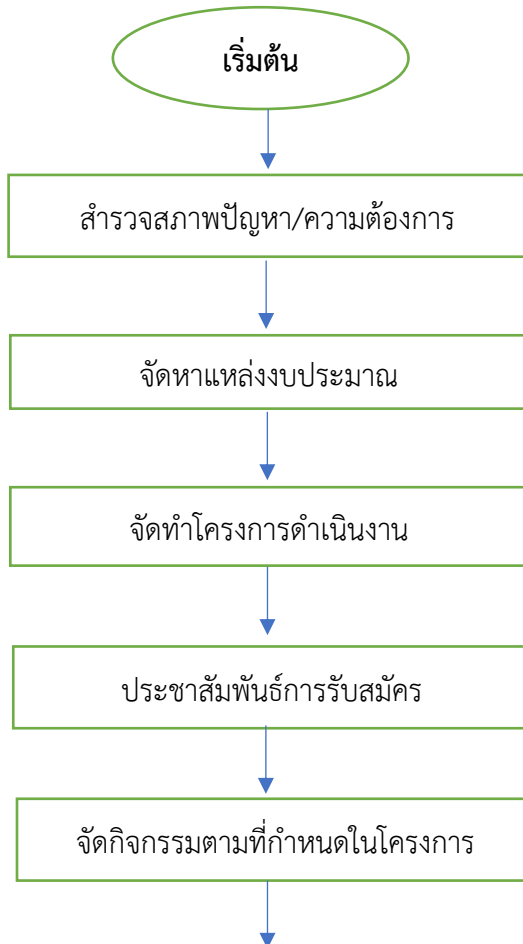 เริ่มต้น
สำรวจสภาพปัญหา/ความต้องการ
จัดหาแหล่งงบประมาณ
จัดทำโครงการดำเนินงาน
ประชาสัมพันธ์การรับสมัคร
จัดกิจกรรมตามที่กำหนดในโครงการ